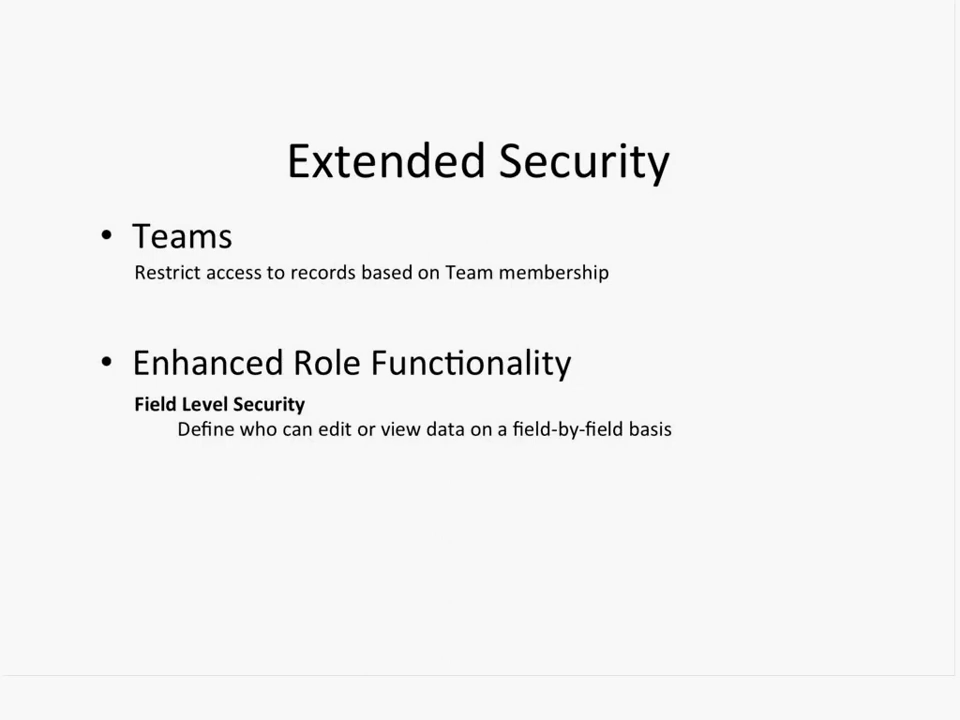 Extended Security
• Teams
Restrict access to records based on Team membership
• Enhanced Role Functionality
Field Level Security
Define who can edit or view data on a field-by-field basis